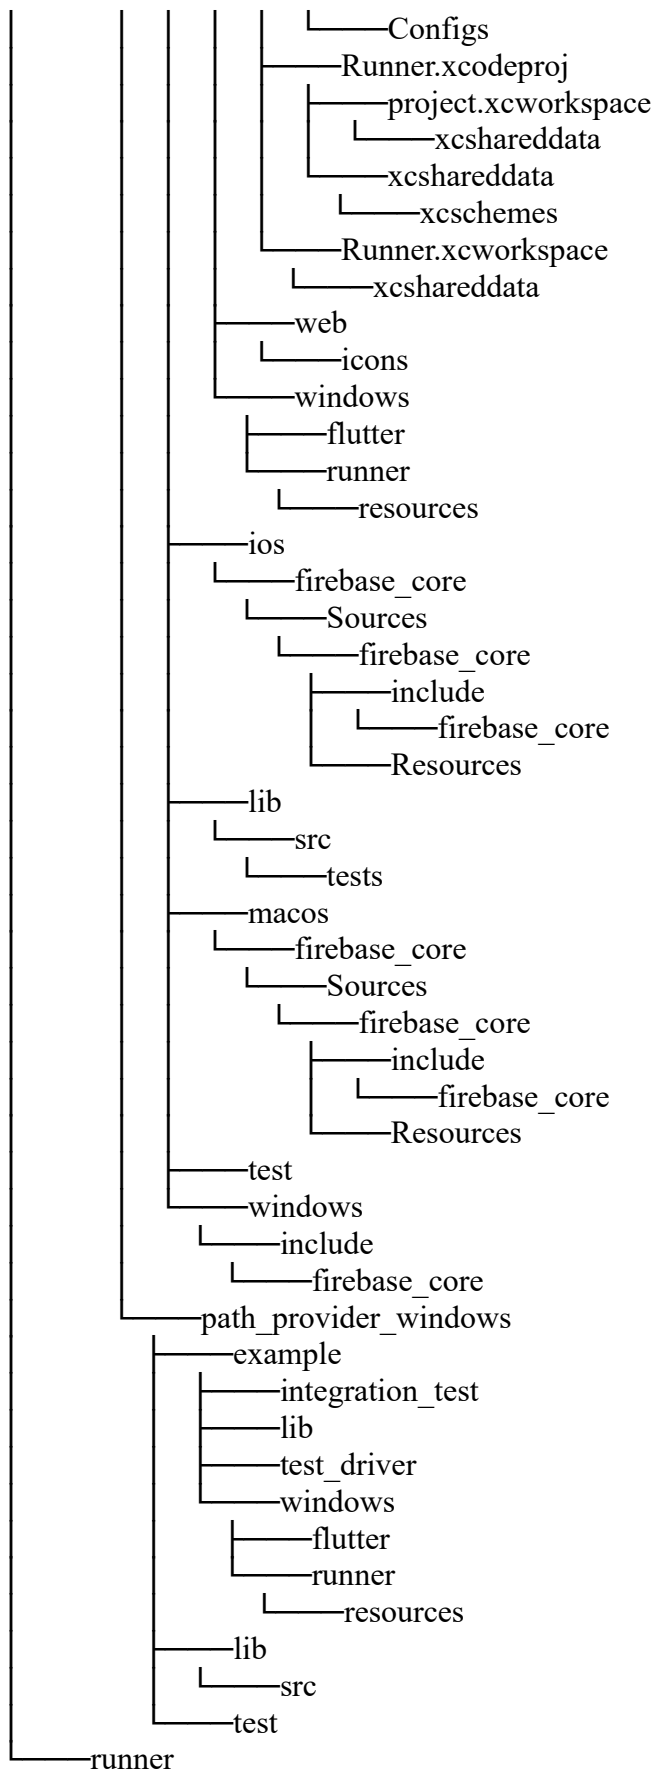 Configs
Runner.xcodeproj
project.xcworkspace
xcshareddata
xcshareddata
xcschemes
Runner.xcworkspace
xcshareddata
web
icons
windows
flutter
runner
resources
ios
firebase_core
Sources
firebase_core
include
firebase_core
Resources
lib
src
tests
macos
firebase_core
Sources
firebase_core
include
firebase_core
Resources
test
windows
include
firebase_core
path_provider_windows
example
integration_test
lib
test_driver
windows
flutter
runner
resources
lib
src
test
runner